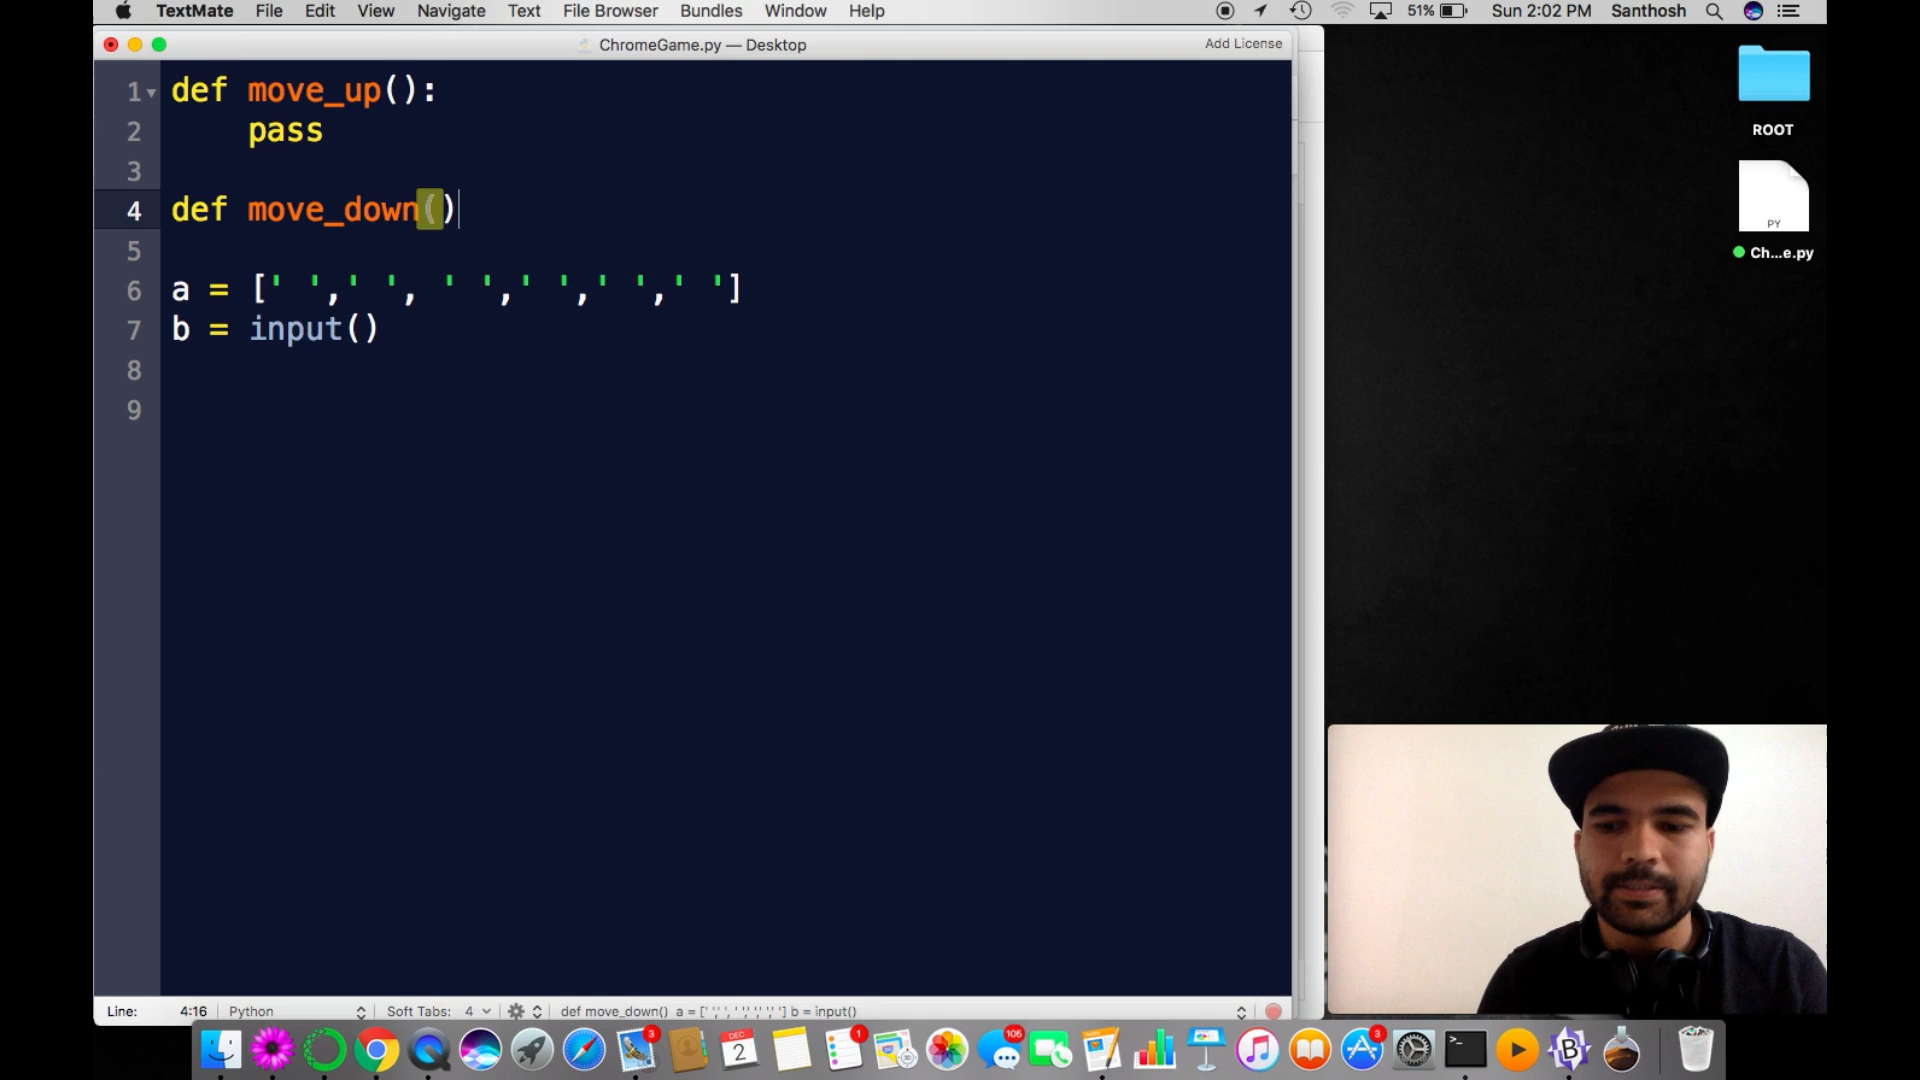 TextMate File Edit View Navigate Text File Browser Bundles Window Help 51% Sun 2:02 PM Santhosh
ChromeGame.py — Desktop Add License
1 def move_up():
2 pass
3
4 def move_down()
5
6 a = [' ',' ', ' ',' ',' ',' ']
7 b = input()
8
9
ROOT
PY
Ch...e.py
Line: 4:16 Python Soft Tabs: 4 def move_down() a = [' ',' ', ' ',' ',' ',' '] b = input()
3
DEC
2
1
106
3
>_
B